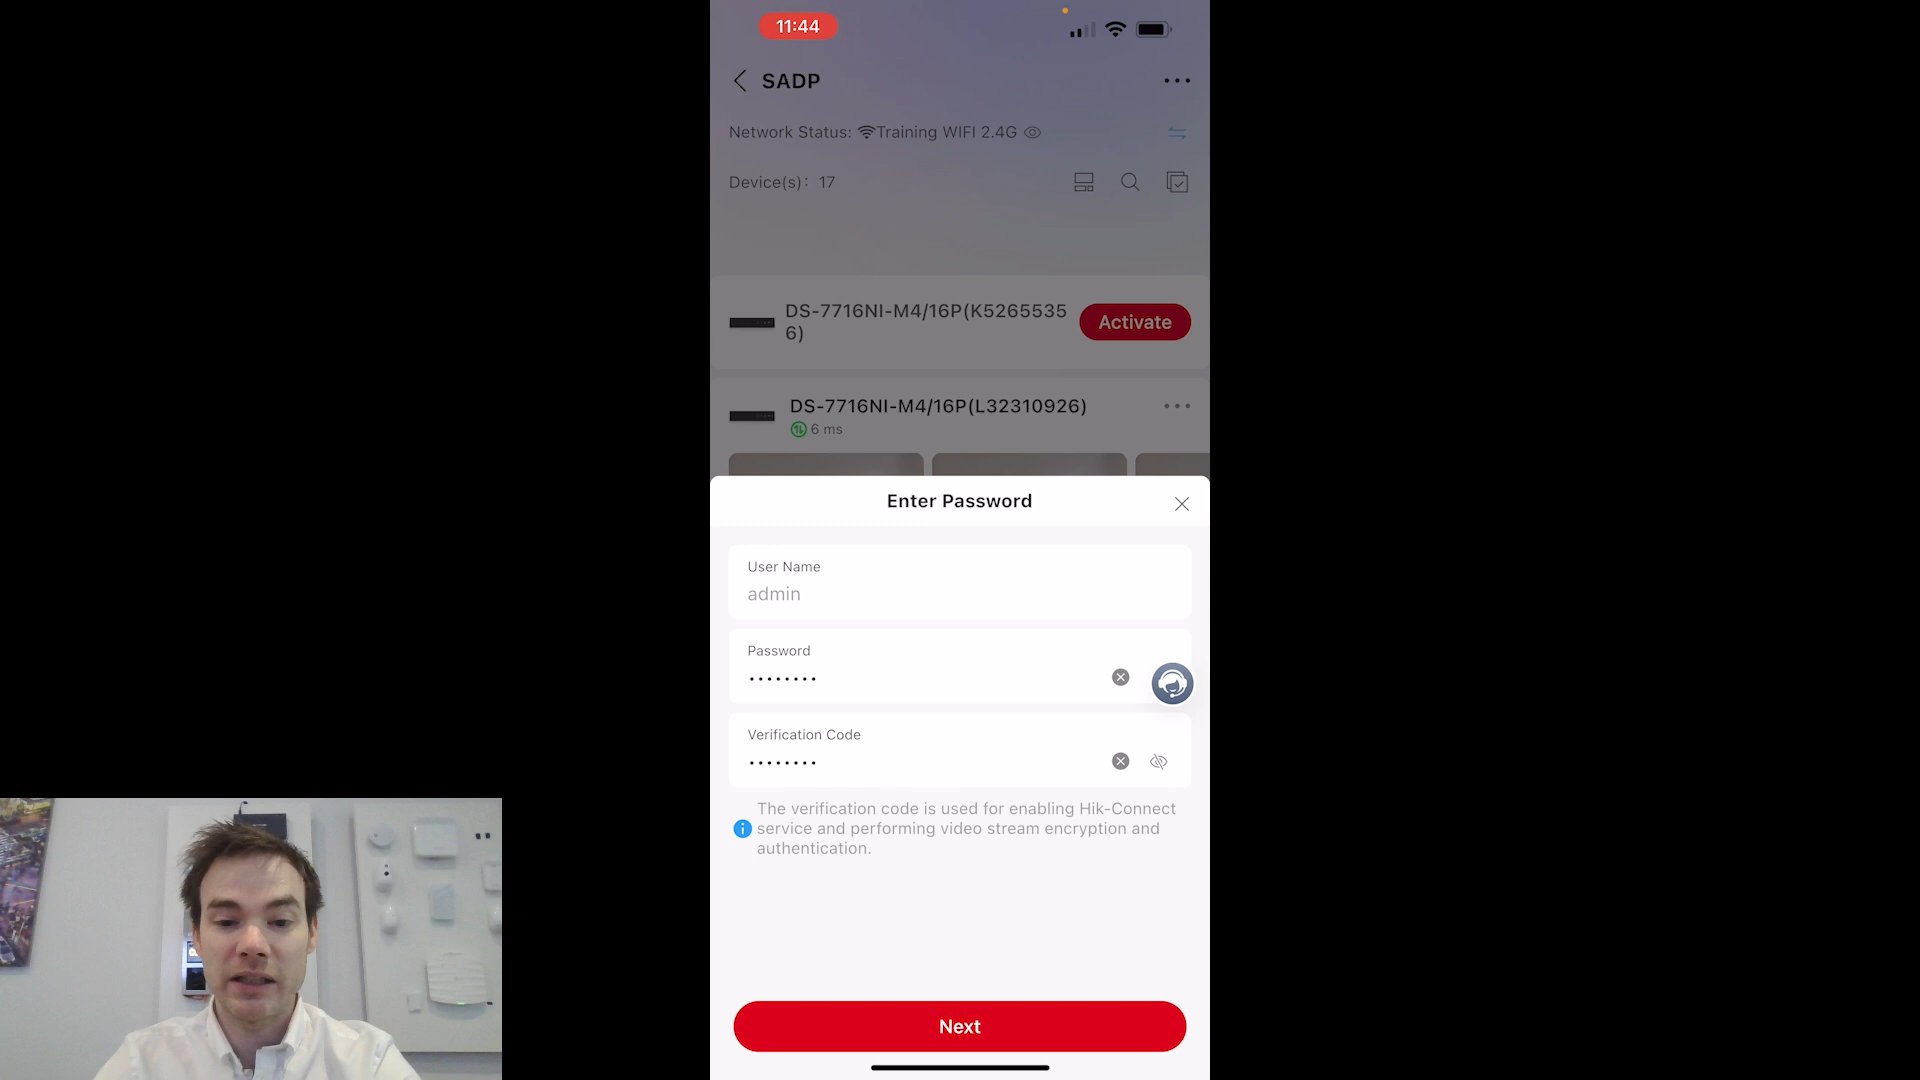 11:44
SADP
Network Status: Training WIFI 2.4G
Device(s): 17
DS-7716NI-M4/16P(K5265535
6)
Activate
DS-7716NI-M4/16P(L32310926)
6 ms
Enter Password
User Name
admin
Password
••••••••
Verification Code
••••••••
The verification code is used for enabling Hik-Connect
service and performing video stream encryption and
authentication.
Next